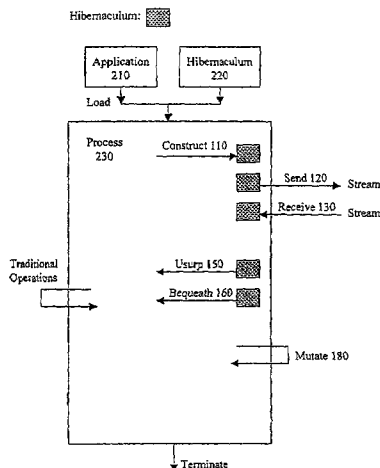 Hibernaculum:
Application
210
Hibernaculum
220
Load
Process
230
Construct 110
Send 120
Stream
Receive 130
Stream
Usurp 150
Traditional
Operations
Bequeath 160
Mutate 180
Terminate